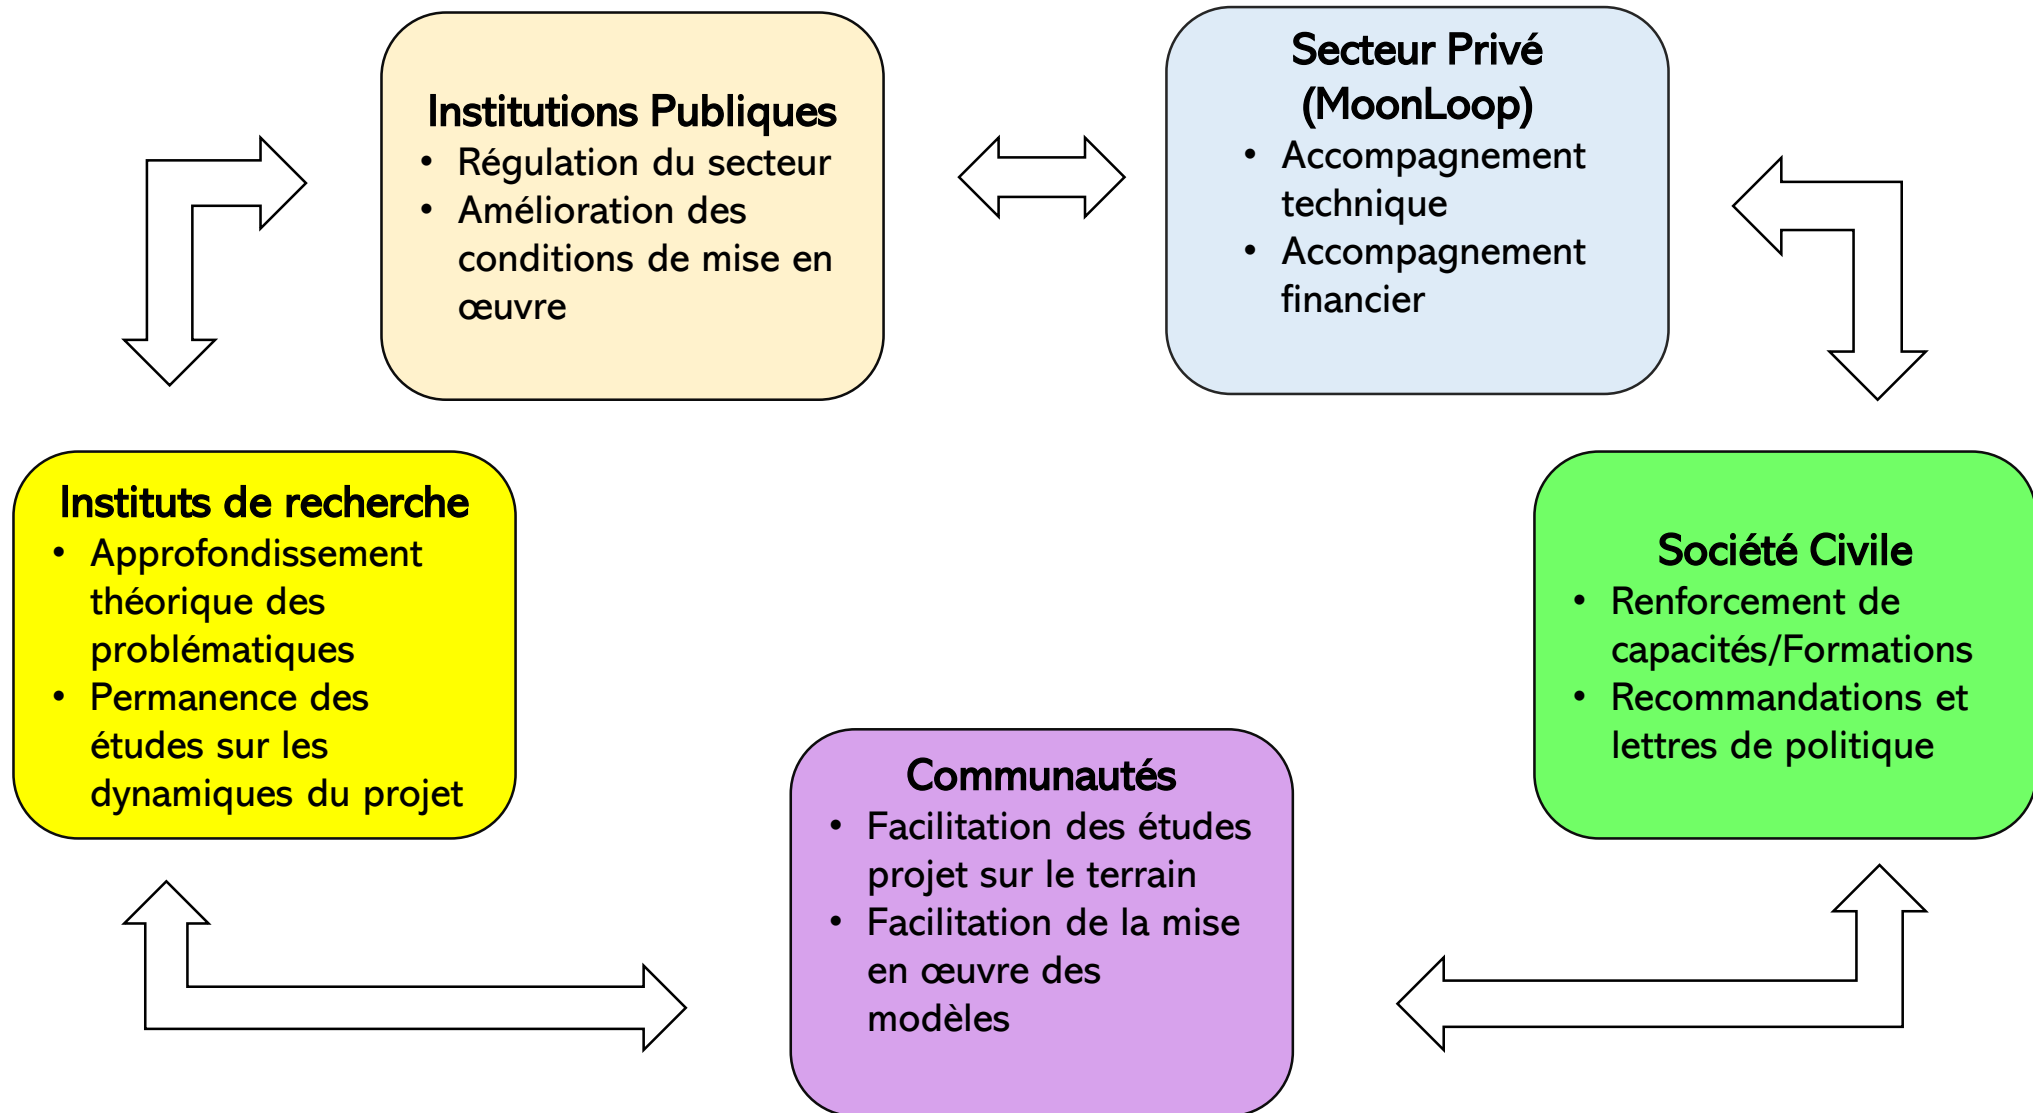 Institutions Publiques
• Régulation du secteur
• Amélioration des
conditions de mise en
œuvre
Secteur Privé
(MoonLoop)
• Accompagnement
technique
• Accompagnement
financier
Instituts de recherche
• Approfondissement
théorique des
problématiques
• Permanence des
études sur les
dynamiques du projet
Société Civile
• Renforcement de
capacités/Formations
• Recommandations et
lettres de politique
Communautés
• Facilitation des études
projet sur le terrain
• Facilitation de la mise
en œuvre des
modèles